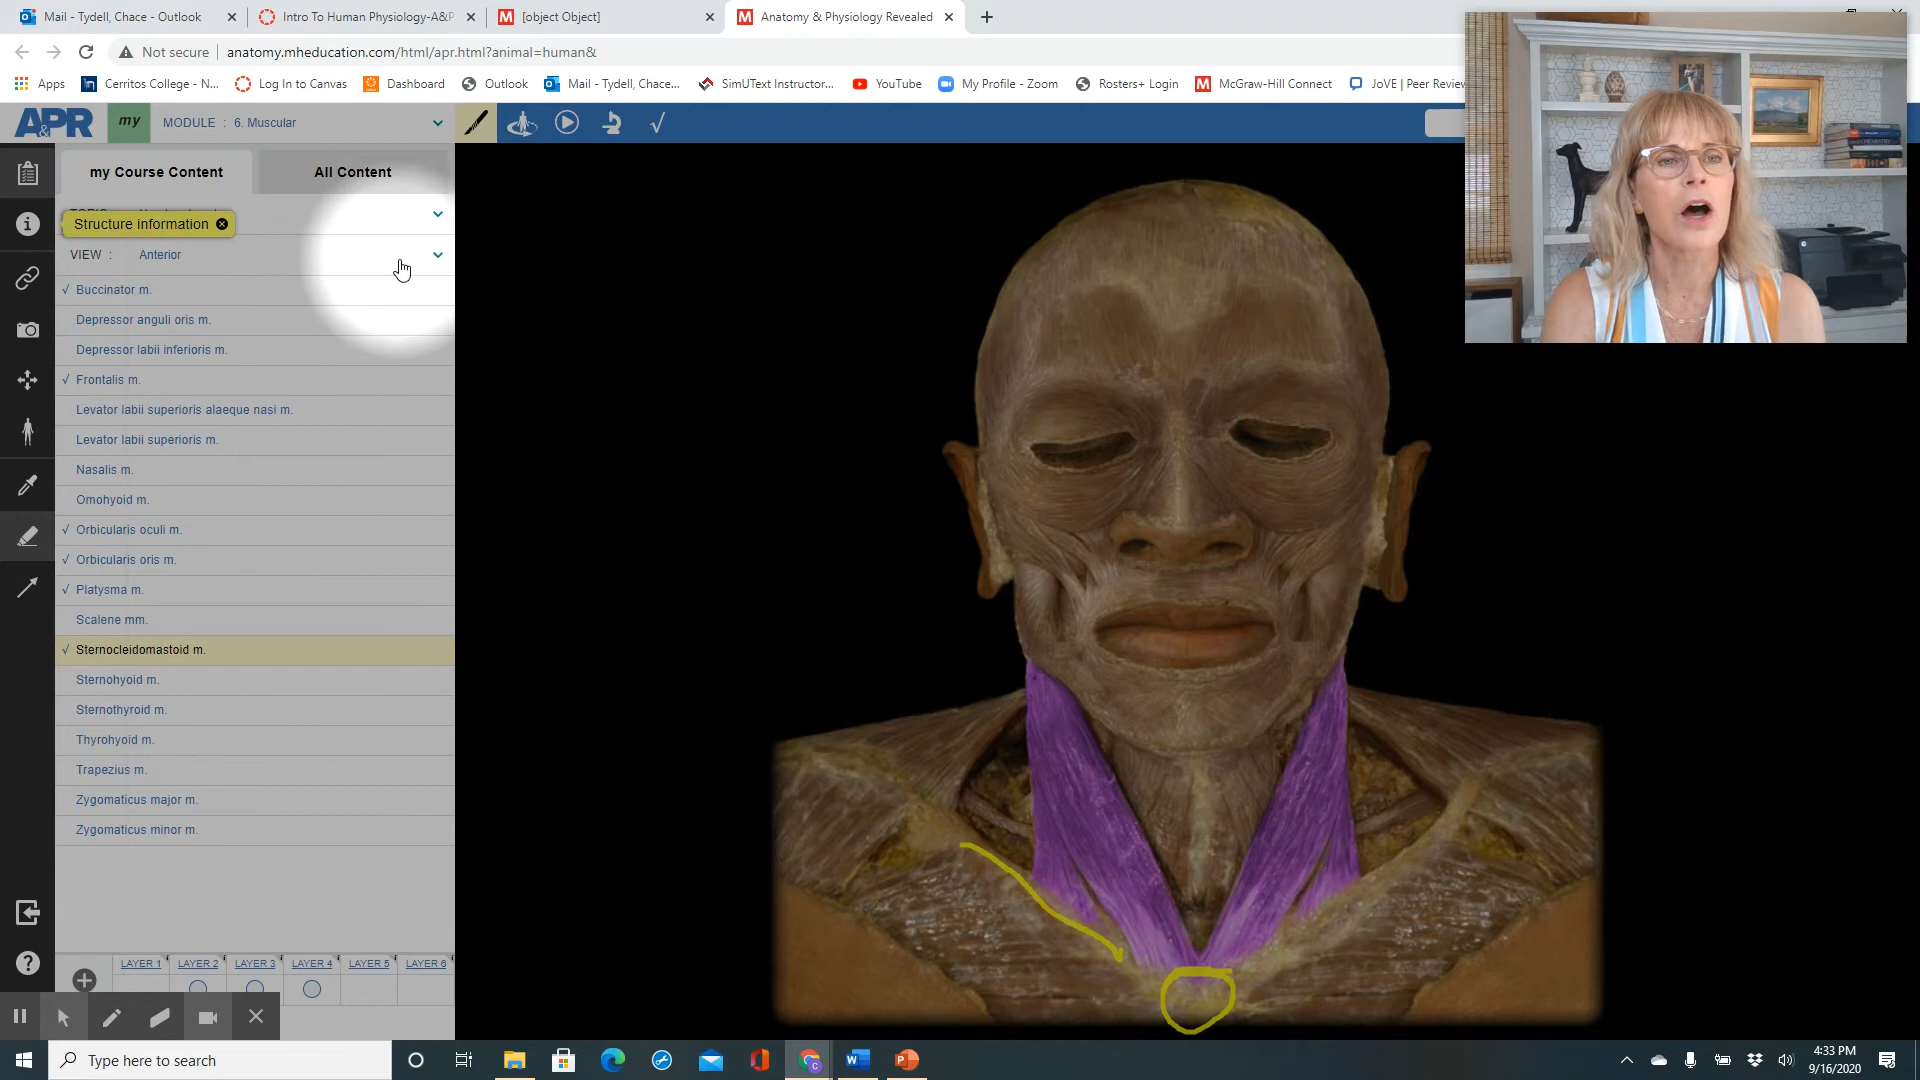 Mail - Tydell, Chace - Outlook
Intro To Human Physiology-A&P
[object Object]
Anatomy & Physiology Revealed
Not secure
anatomy.mheducation.com/html/apr.html?animal=human&
Apps
Cerritos College - N...
Log In to Canvas
Dashboard
Outlook
Mail - Tydell, Chace...
SimUText Instructor...
YouTube
My Profile - Zoom
Rosters+ Login
McGraw-Hill Connect
JoVE | Peer Review
A&PR
my
MODULE : 6. Muscular
my Course Content
All Content
Structure information
VIEW : Anterior
√ Buccinator m.
Depressor anguli oris m.
Depressor labii inferioris m.
√ Frontalis m.
Levator labii superioris alaeque nasi m.
Levator labii superioris m.
Nasalis m.
Omohyoid m.
√ Orbicularis oculi m.
√ Orbicularis oris m.
√ Platysma m.
Scalene mm.
√ Sternocleidomastoid m.
Sternohyoid m.
Sternothyroid m.
Thyrohyoid m.
Trapezius m.
Zygomaticus major m.
Zygomaticus minor m.
LAYER 1
LAYER 2
LAYER 3
LAYER 4
LAYER 5
LAYER 6
Type here to search
4:33 PM
9/16/2020